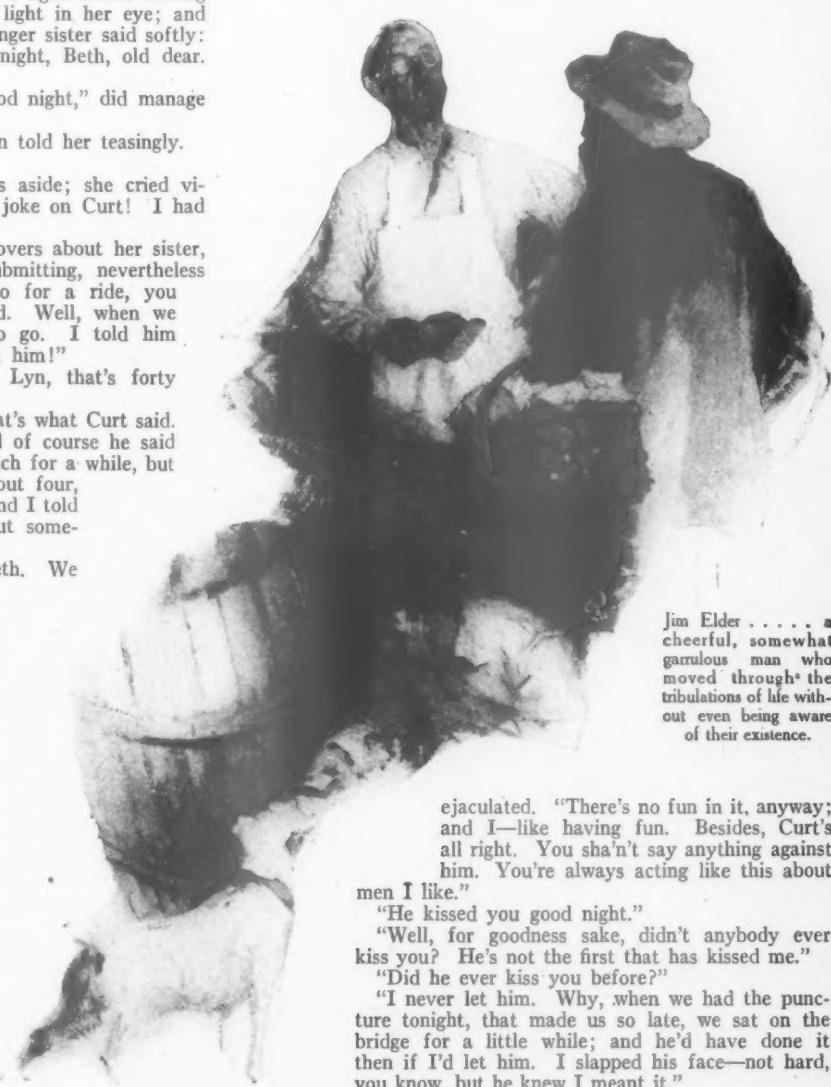 light in her eye; and
nger sister said softly:
night, Beth, old dear.
od night," did manage
n told her teasingly.
s aside; she cried vi-
joke on Curt! I had
overs about her sister,
bmitting, nevertheless
o for a ride, you
d. Well, when we
o go. I told him
him!"
Lyn, that's forty
at's what Curt said.
l of course he said
ch for a while, but
out four,
nd I told
ut some-
eth. We
Jim Elder . . . . . a
cheerful, somewhat
garrulous man who
moved through the
tribulations of life with-
out even being aware
of their existence.
ejaculated. "There's no fun in it, anyway;
and I—like having fun. Besides, Curt's
all right. You sha'n't say anything against
him. You're always acting like this about
men I like."
"He kissed you good night."
"Well, for goodness sake, didn't anybody ever
kiss you? He's not the first that has kissed me."
"Did he ever kiss you before?"
"I never let him. Why, when we had the punc-
ture tonight, that made us so late, we sat on the
bridge for a little while; and he'd have done it
then if I'd let him. I slapped his face—not hard,
you know, but he knew I meant it."